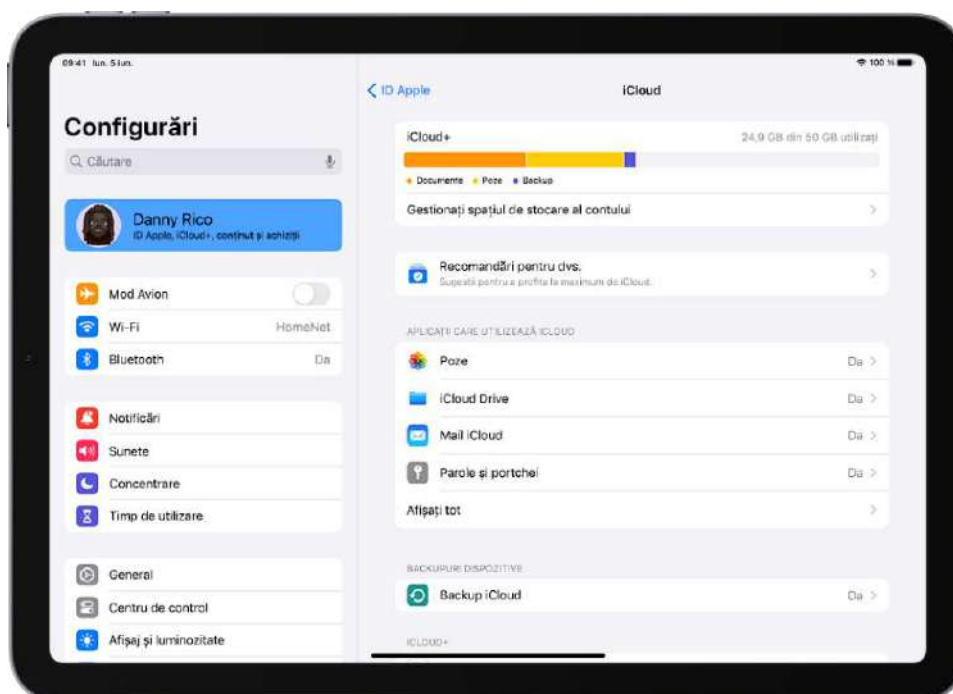 09:41 lun. 5 iun.
100 %
ID Apple
iCloud
Configurări
Căutare
Danny Rico
ID Apple, iCloud+, conținut și achiziții
Mod Avion
Wi-Fi
HomeNet
Bluetooth
Da
Notificări
Sunete
Concentrare
Timp de utilizare
General
Centru de control
Afișaj și luminozitate
iCloud+
24,9 GB din 50 GB utilizați
Documente Poze Backup
Gestionați spațiul de stocare al contului
Recomandări pentru dvs.
Sugestii pentru a profita la maximum de iCloud.
APLICAȚII CARE UTILIZEAZĂ ICLOUD
Poze Da
iCloud Drive Da
Mail iCloud Da
Parole și portchei Da
Afișați tot
BACKUPURI DISPOZITIVE
Backup iCloud Da
ICLOUD+